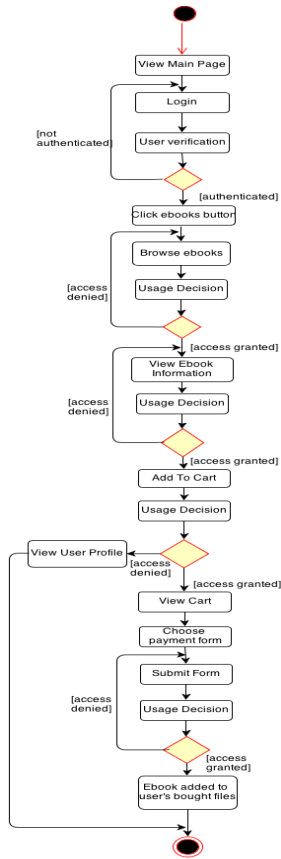 View Main Page
Login
[not
authenticated]
User verification
[authenticated]
Click ebooks button
Browse ebooks
[access
denied]
Usage Decision
[access granted]
View Ebook
Information
[access
denied]
Usage Decision
[access granted]
Add To Cart
Usage Decision
View User Profile
[access
denied]
[access granted]
View Cart
Choose
payment form
Submit Form
[access
denied]
Usage Decision
[access
granted]
Ebook added to
user's bought files